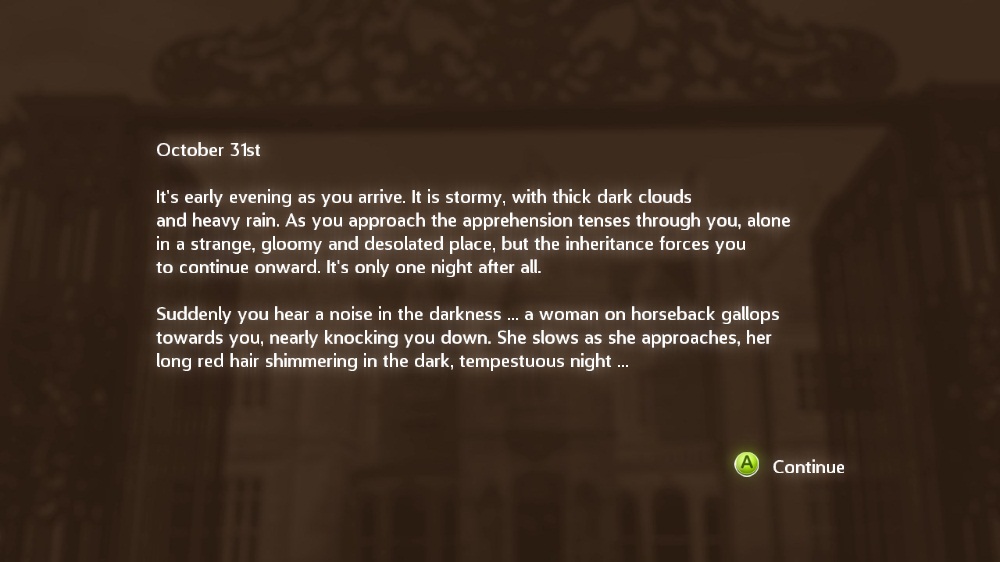 October 31st
It's early evening as you arrive. It is stormy, with thick dark clouds
and heavy rain. As you approach the apprehension tenses through you, alone
in a strange, gloomy and desolated place, but the inheritance forces you
to continue onward. It's only one night after all.
Suddenly you hear a noise in the darkness ... a woman on horseback gallops
towards you, nearly knocking you down. She slows as she approaches, her
long red hair shimmering in the dark, tempestuous night ...
A Continue